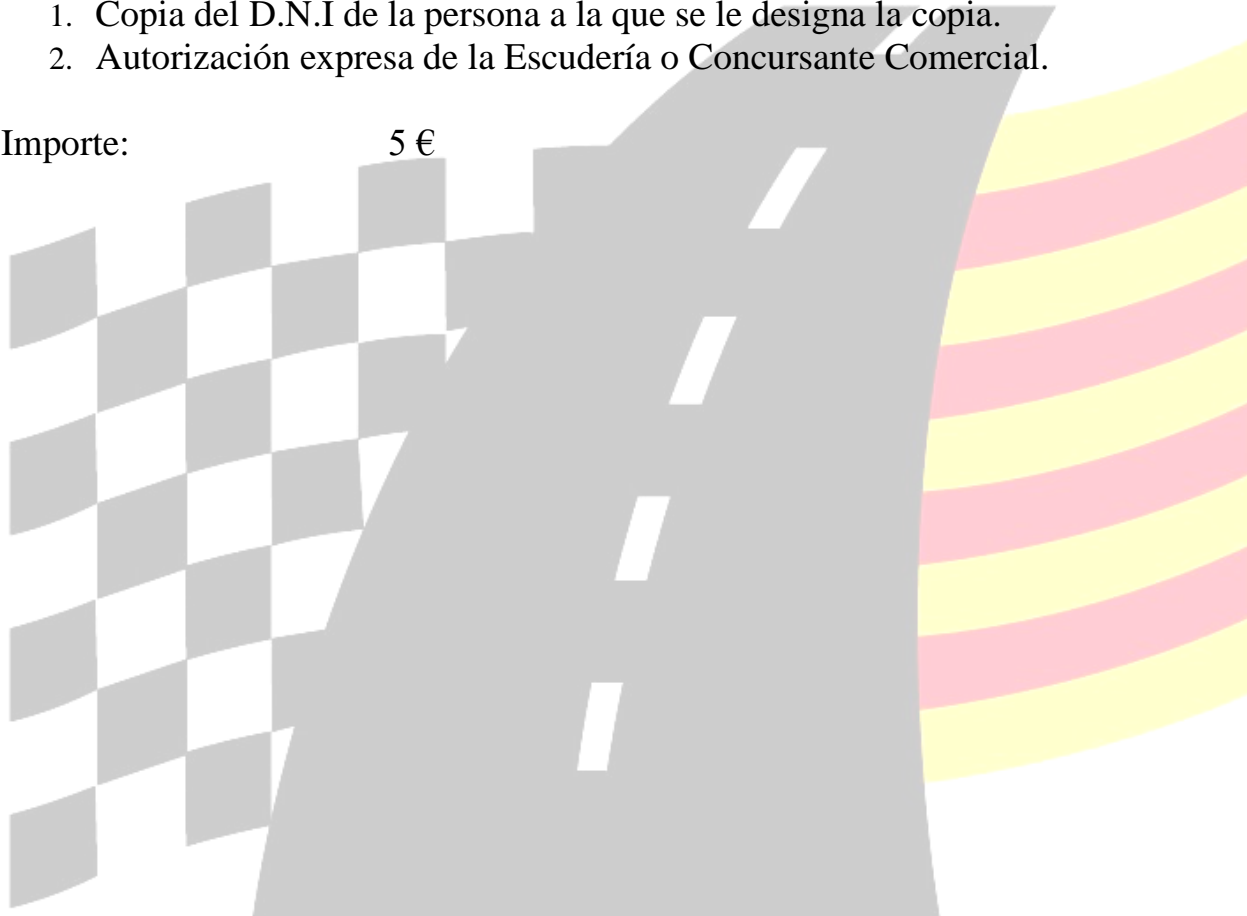 1. Copia del D.N.I de la persona a la que se le designa la copia.
2. Autorización expresa de la Escudería o Concursante Comercial.
Importe: 5 €